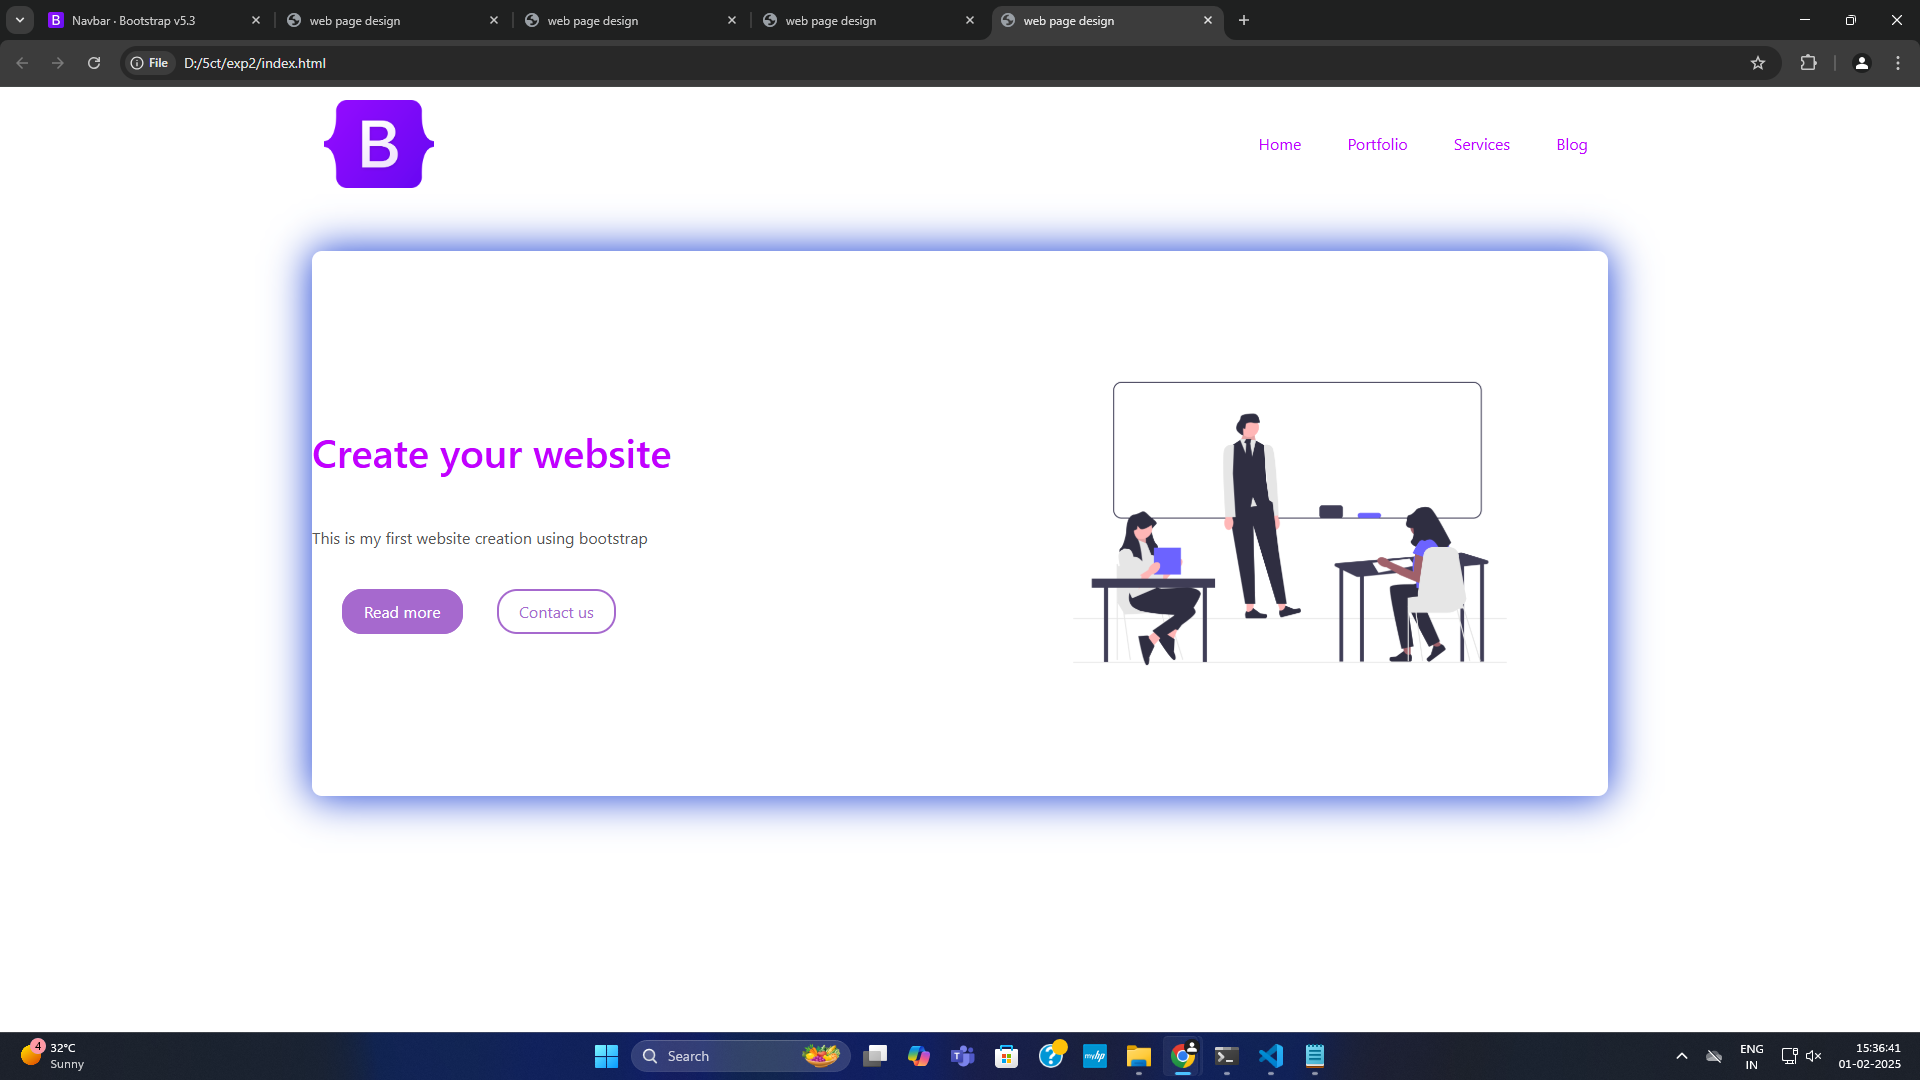 Navbar · Bootstrap v5.3
web page design
web page design
web page design
web page design
File
D:/5ct/exp2/index.html
B
Home
Portfolio
Services
Blog
Create your website
This is my first website creation using bootstrap
Read more
Contact us
4
32°C
Sunny
Search
myhp
ENG
IN
15:36:41
01-02-2025